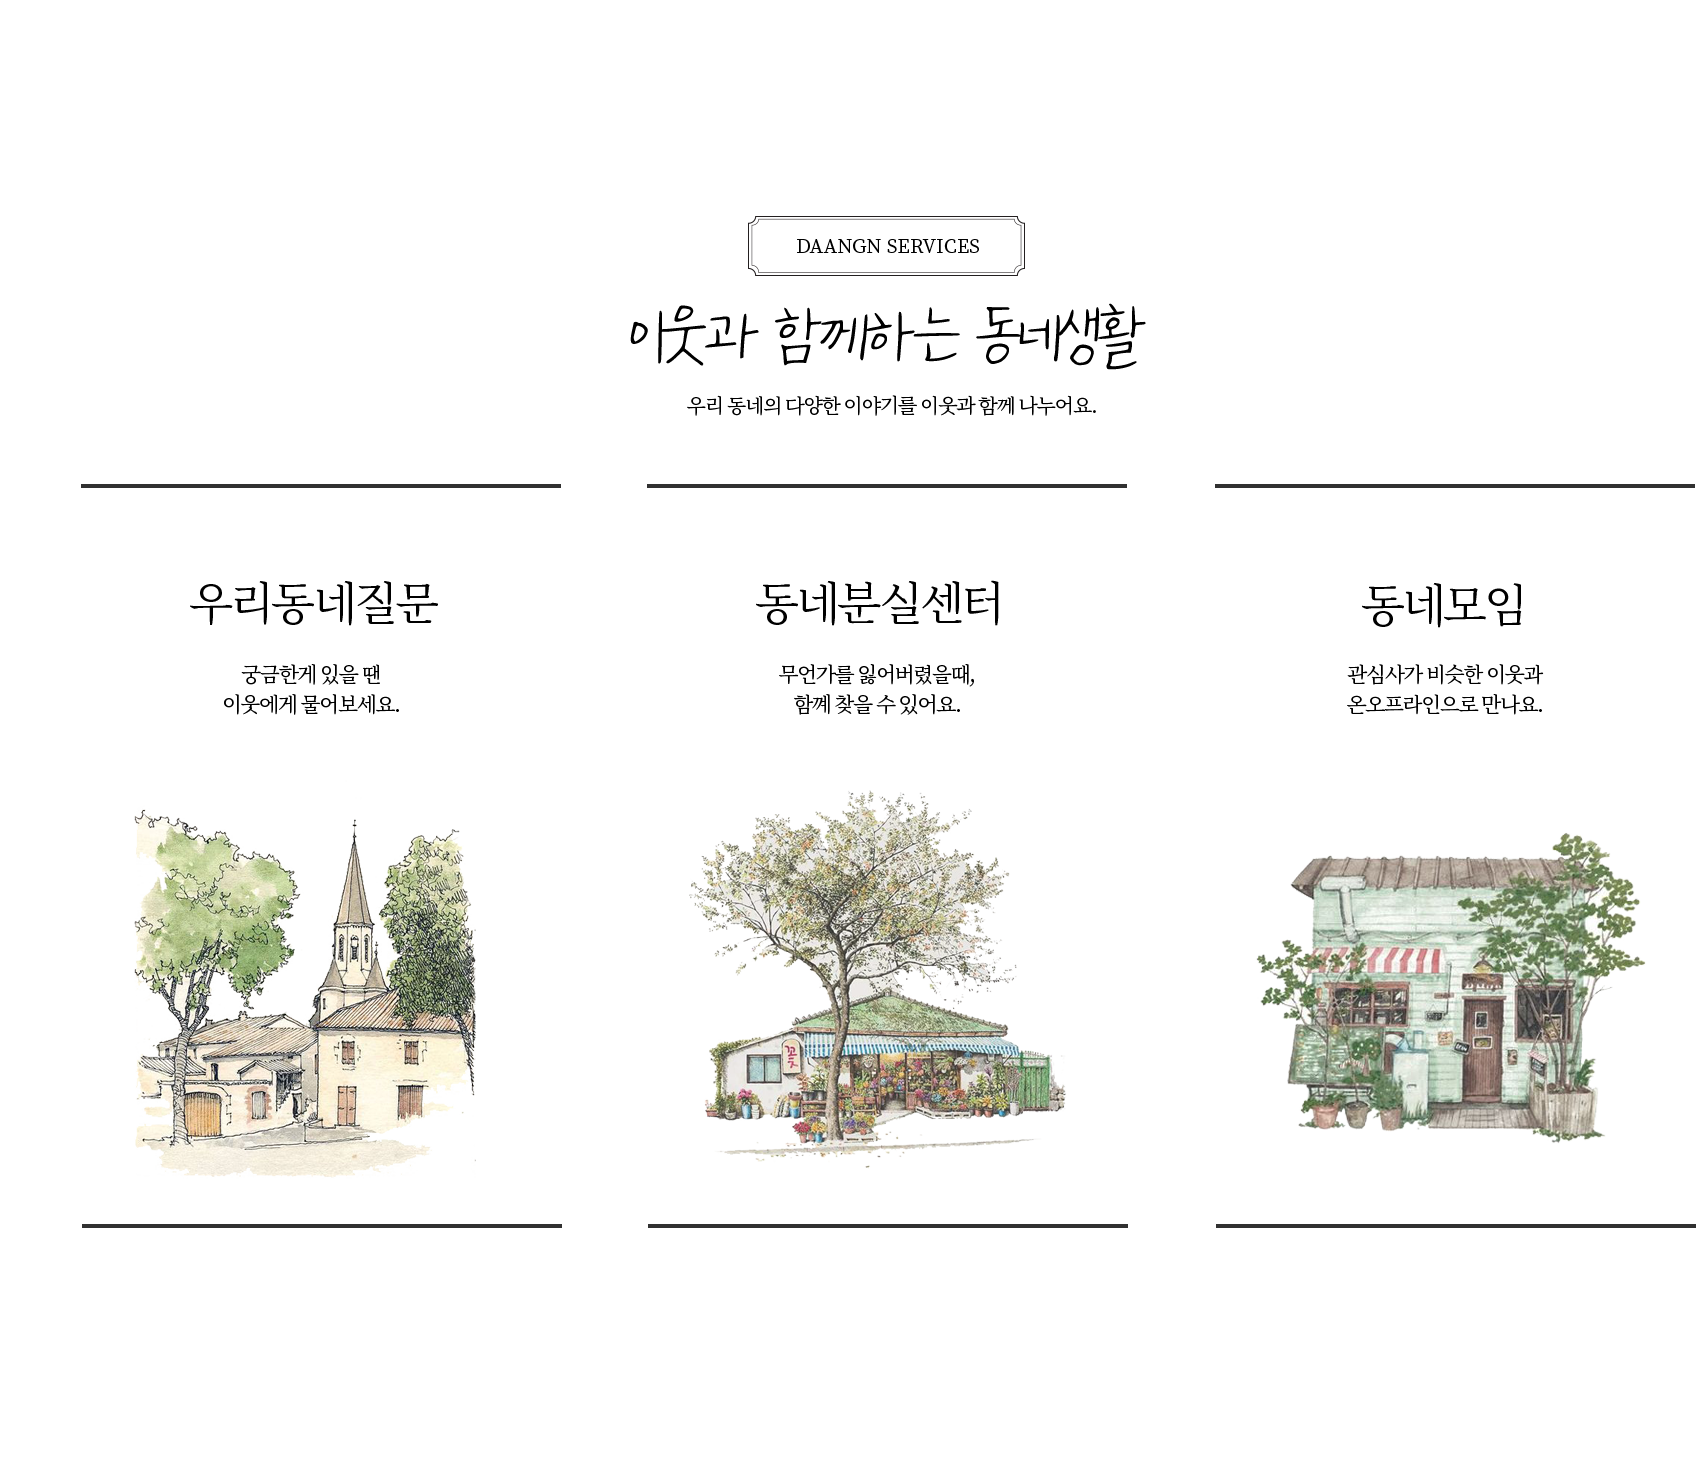 DAANGN SERVICES
이웃과 함께하는 동네생활
우리 동네의 다양한 이야기를 이웃과 함께 나누어요.
우리동네질문
궁금한게 있을 땐
이웃에게 물어보세요.
동네분실센터
무언가를 잃어버렸을때,
함꼐 찾을 수 있어요.
동네모임
관심사가 비슷한 이웃과
온오프라인으로 만나요.
꽃